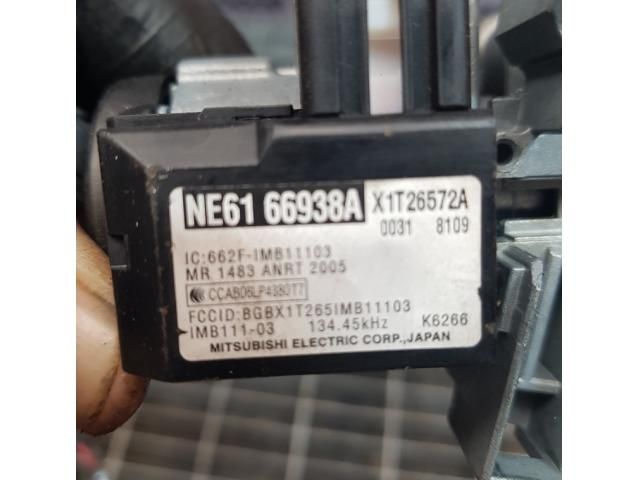 NE61 66938A X1T26572A
0031 8109
IC:662F-IMB11103
MR 1483 ANRT 2005
CCAB06LP4380T7
FCCID:BGBX1T265IMB11103
IMB111-03 134.45kHz K6266
MITSUBISHI ELECTRIC CORP.,JAPAN